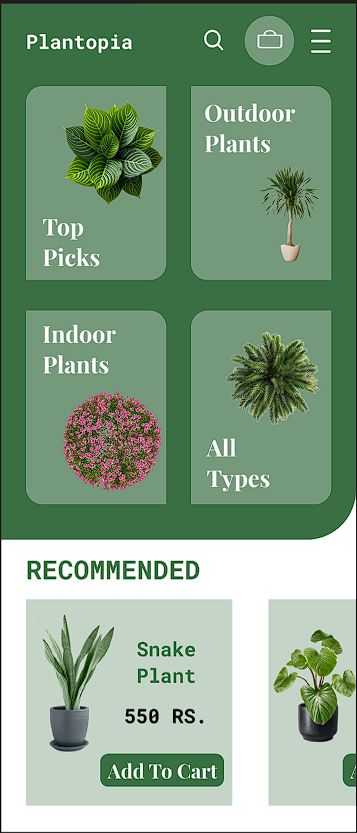 Plantopia
Outdoor
Plants
Top
Picks
Indoor
Plants
All
Types
RECOMMENDED
Snake
Plant
550 RS.
Add To Cart
A